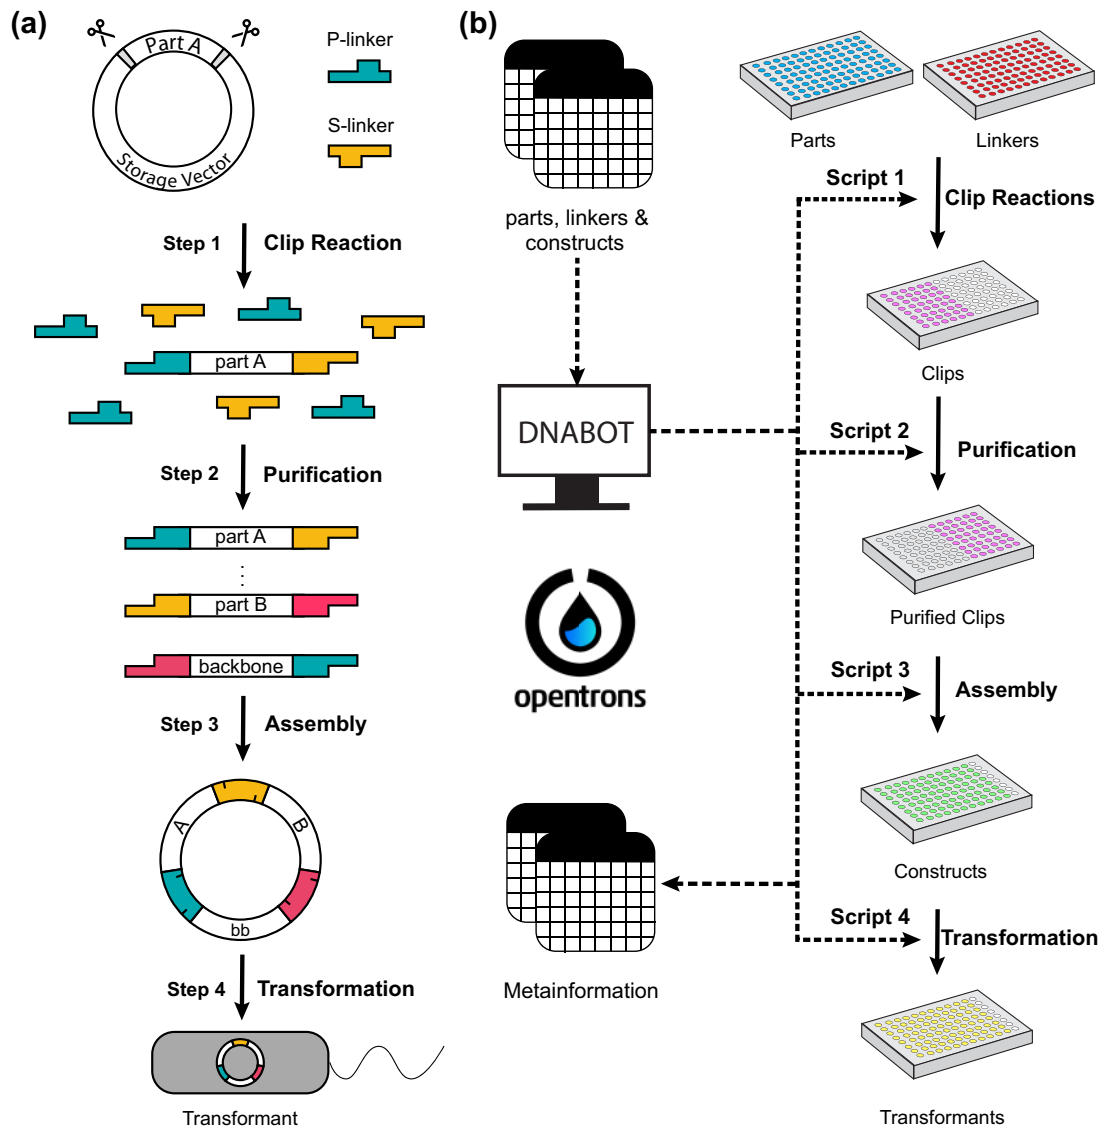 (a)
Part A
Storage Vector
P-linker
S-linker
Step 1
Clip Reaction
part A
Step 2
Purification
part A
part B
backbone
Step 3
Assembly
A
B
bb
Step 4
Transformation
Transformant
(b)
parts, linkers &
constructs
DNABOT
opentrons
Metainformation
Parts
Linkers
Script 1
Clip Reactions
Clips
Script 2
Purification
Purified Clips
Script 3
Assembly
Constructs
Script 4
Transformation
Transformants